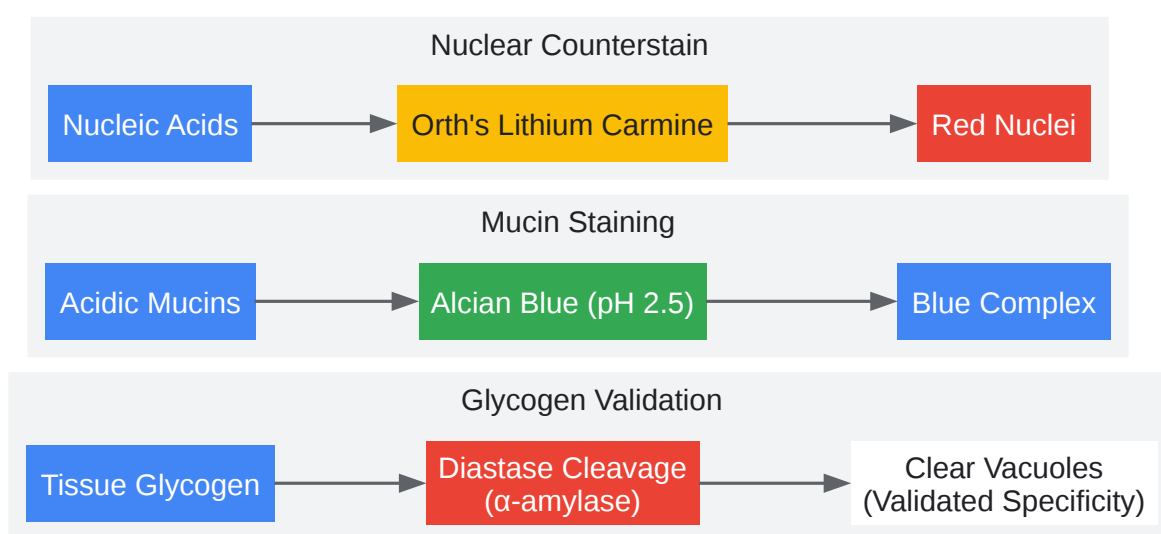 Nuclear Counterstain
Nucleic Acids
Orth's Lithium Carmine
Red Nuclei
Mucin Staining
Acidic Mucins
Alcian Blue (pH 2.5)
Blue Complex
Glycogen Validation
Tissue Glycogen
Diastase Cleavage
(α-amylase)
Clear Vacuoles
(Validated Specificity)